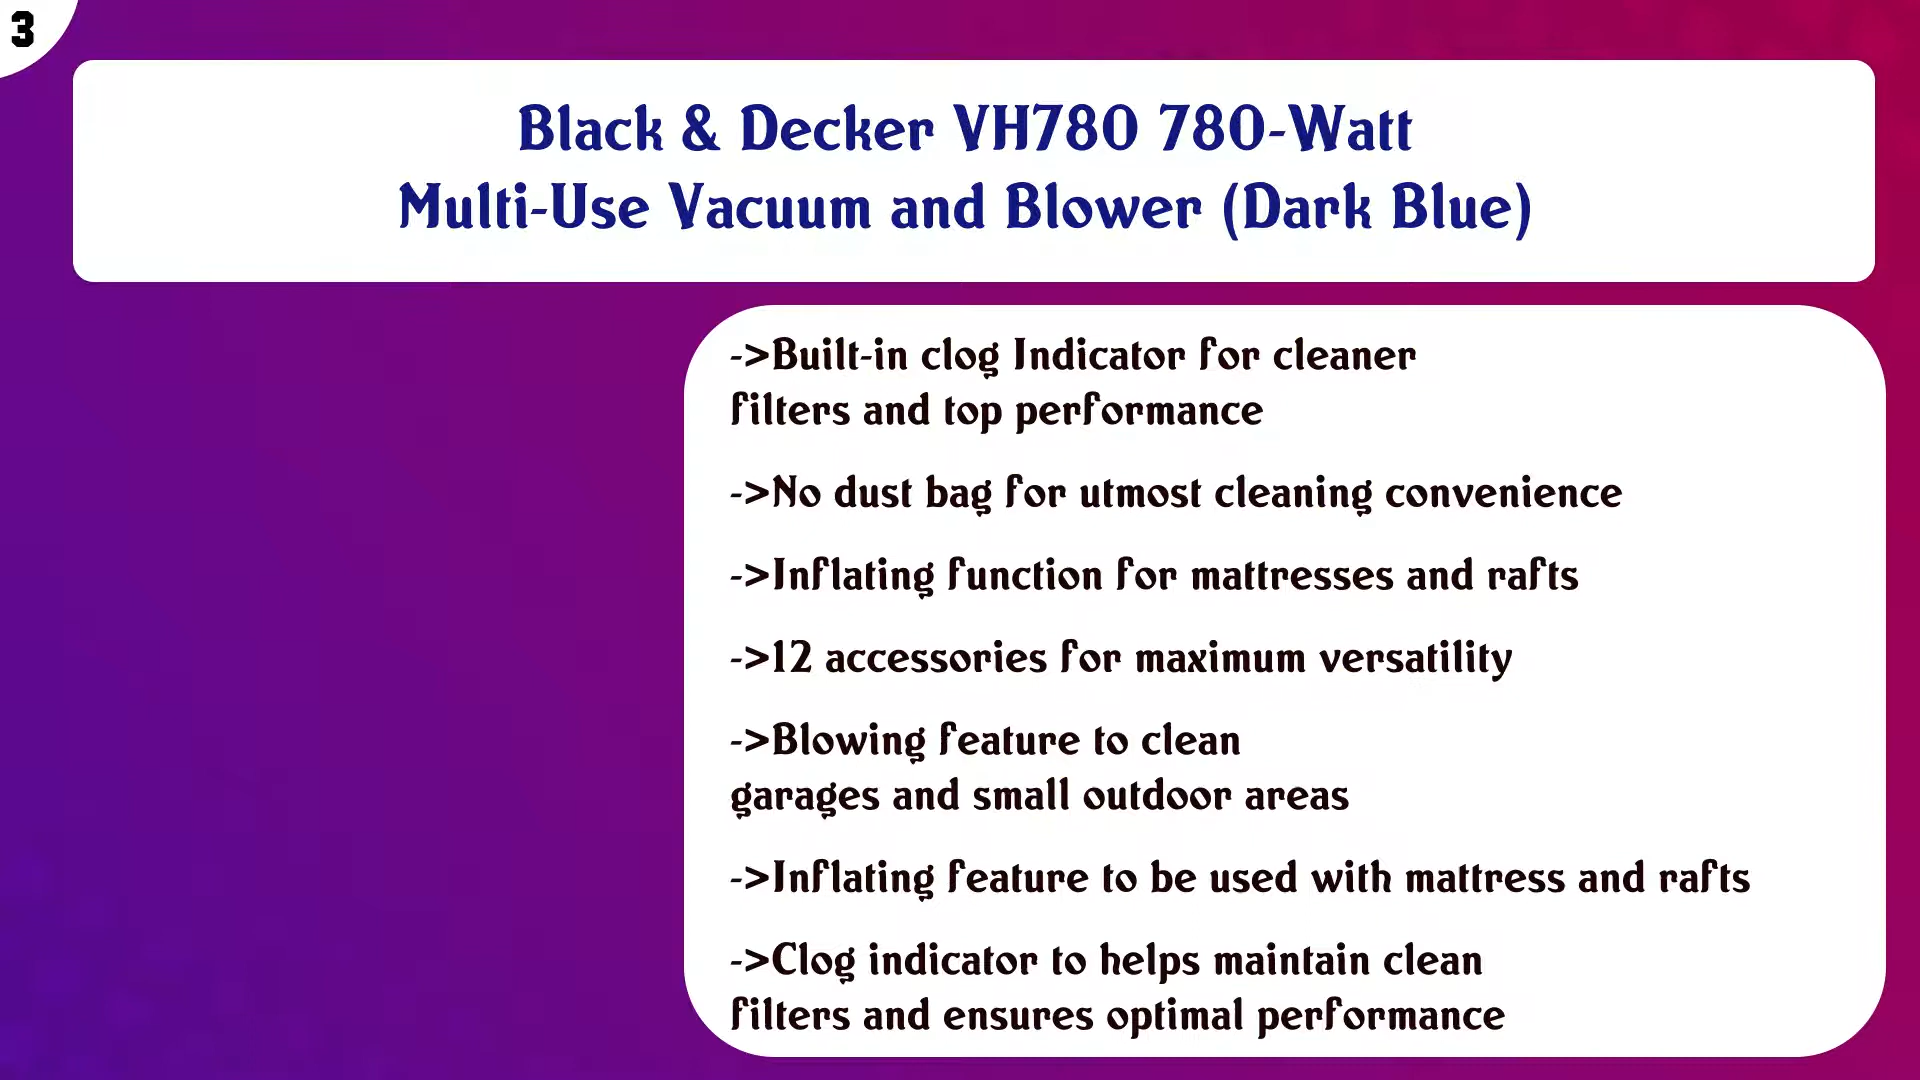 3
Black & Decker VH780 780-Watt
Multi-Use Vacuum and Blower (Dark Blue)
->Built-in clog Indicator for cleaner
filters and top performance
->No dust bag for utmost cleaning convenience
->Inflating function for mattresses and rafts
->12 accessories for maximum versatility
->Blowing feature to clean
garages and small outdoor areas
->Inflating feature to be used with mattress and rafts
->Clog indicator to helps maintain clean
filters and ensures optimal performance